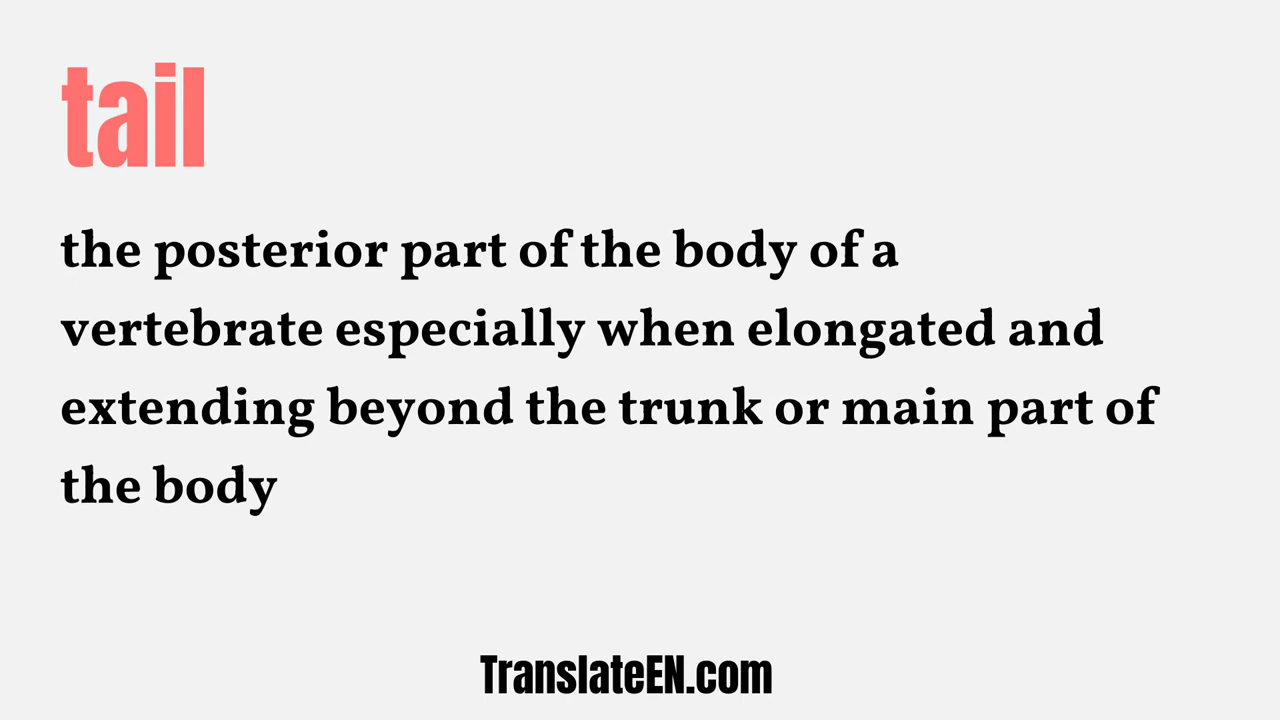 tail
the posterior part of the body of a
vertebrate especially when elongated and
extending beyond the trunk or main part of
the body
TranslateEN.com